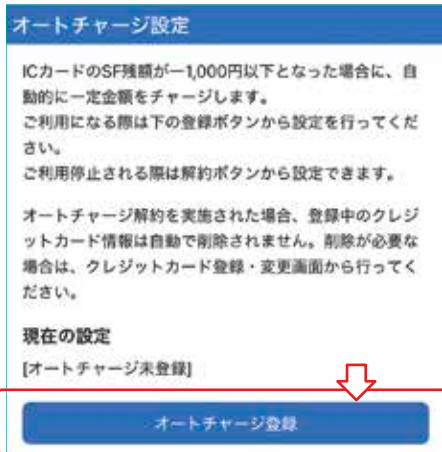 オートチャージ設定
ICカードのSF残額が一1,000円以下となった場合に、自
動的に一定金額をチャージします。
ご利用になる際は下の登録ボタンから設定を行ってくだ
さい。
ご利用停止される際は解約ボタンから設定できます。
オートチャージ解約を実施された場合、登録中のクレジ
ットカード情報は自動で削除されません。削除が必要な
場合は、クレジットカード登録・変更画面から行ってく
ださい。
現在の設定
[オートチャージ未登録]
オートチャージ登録